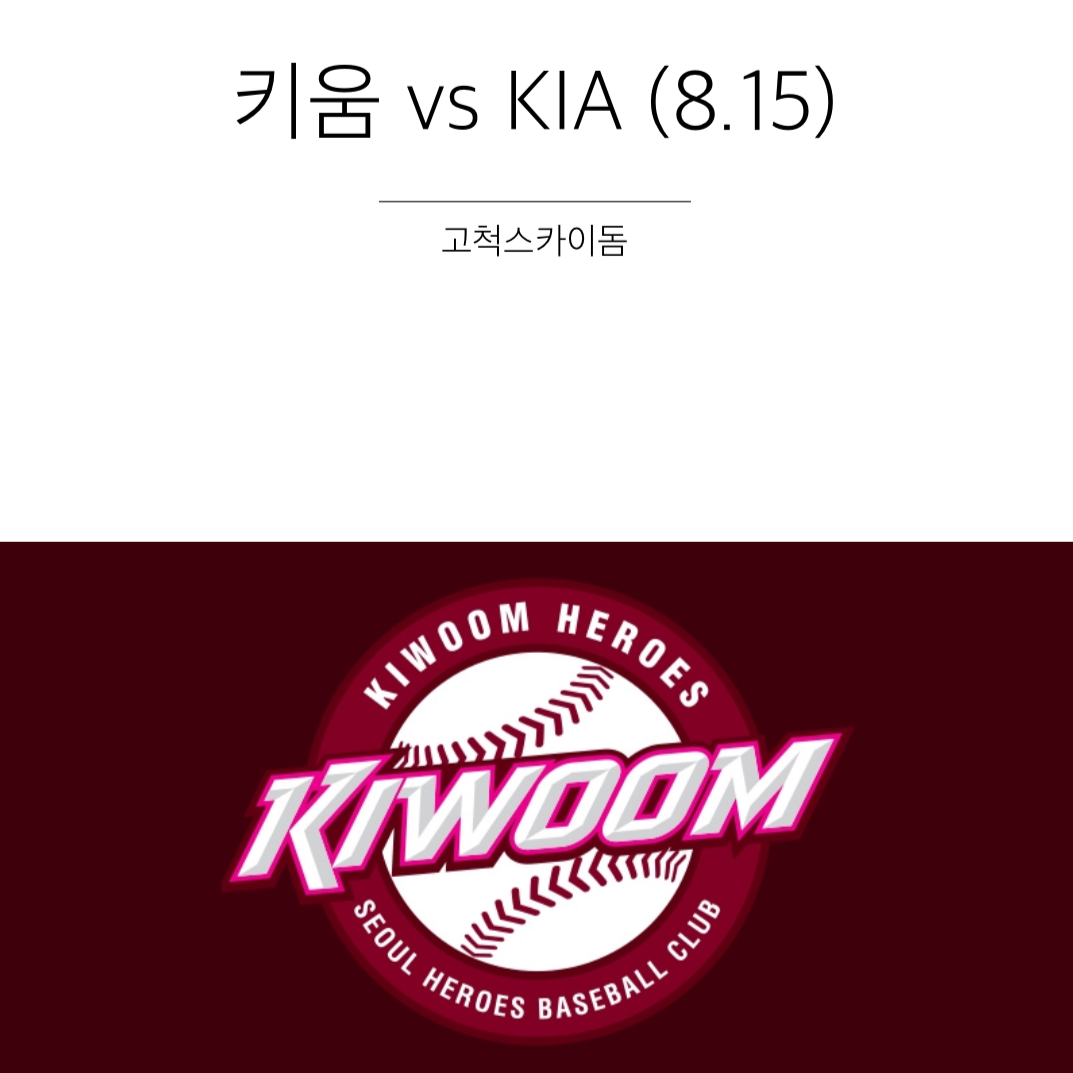 키움 vs KIA (8.15)
고척스카이돔
KIWOOM HEROES
KIWOOM
SEOUL HEROES BASEBALL CLUB